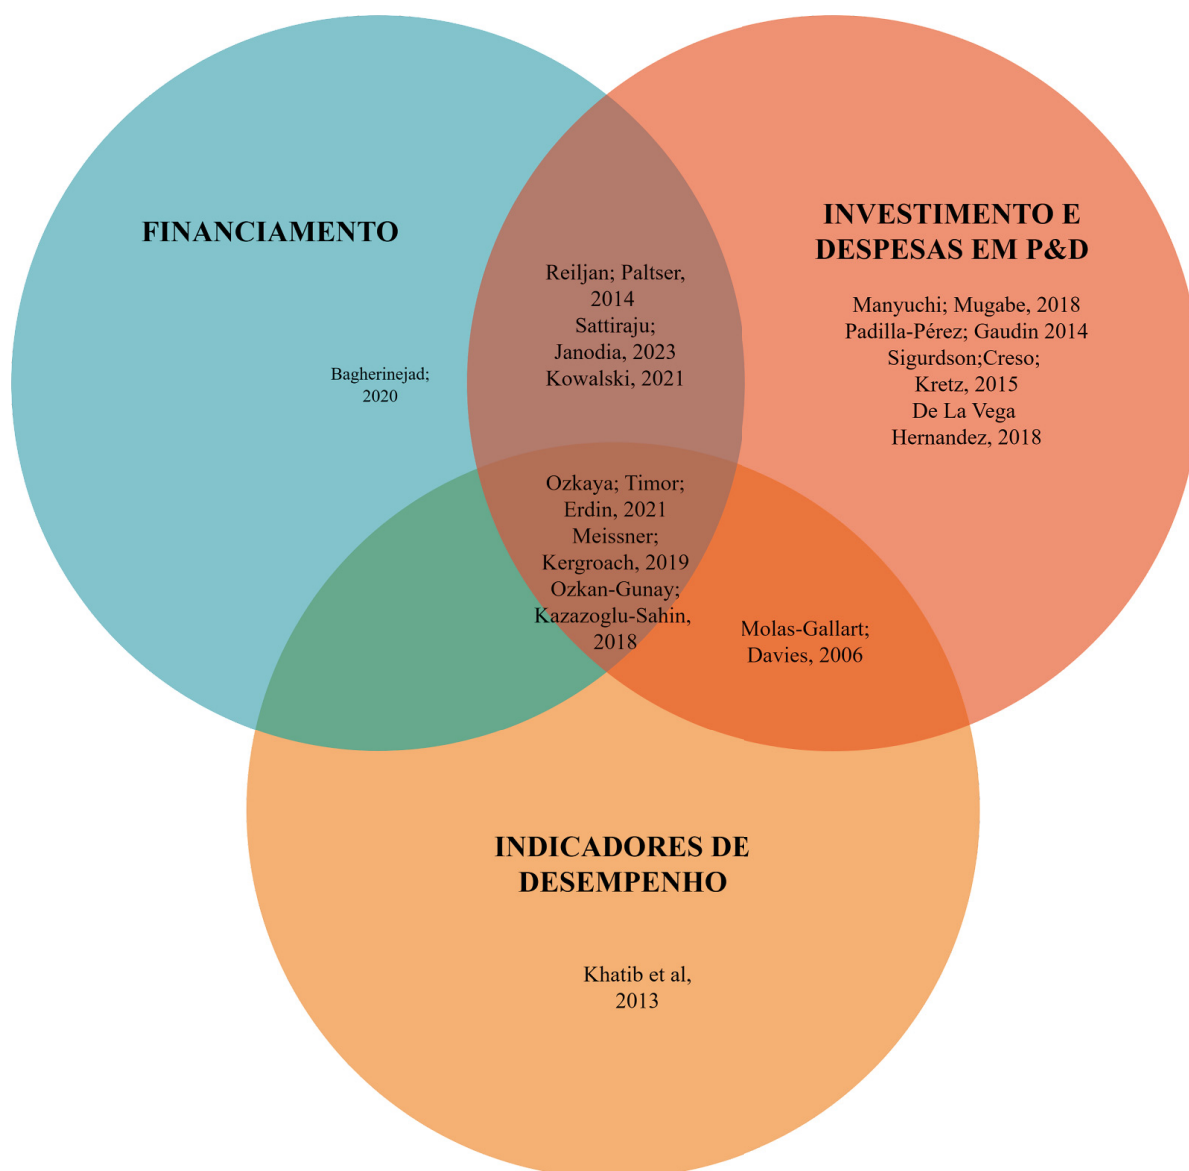 FINANCIAMENTO
Bagherinejad;
2020
INVESTIMENTO E
DESPESAS EM P&D
Manyuchi; Mugabe, 2018
Padilla-Pérez; Gaudin 2014
Sigurdson;Creso;
Kretz, 2015
De La Vega
Hernandez, 2018
Reiljan; Paltser,
2014
Sattiraju;
Janodia, 2023
Kowalski, 2021
Ozkaya; Timor;
Erdin, 2021
Meissner;
Kergroach, 2019
Ozkan-Gunay;
Kazazoglu-Sahin,
2018
Molas-Gallart;
Davies, 2006
INDICADORES DE
DESEMPENHO
Khatib et al,
2013